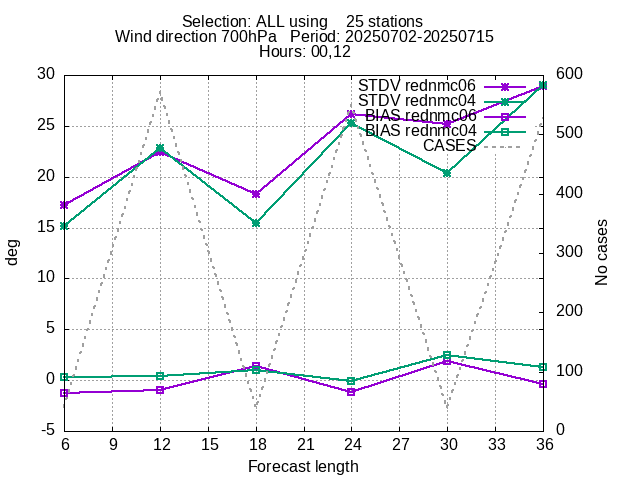 Selection: ALL using    25 stations
Wind direction 700hPa   Period: 20250702-20250715
Hours: 00,12
STDV rednmc06
STDV rednmc04
BIAS rednmc06
BIAS rednmc04
CASES
30
25
20
15
10
5
0
-5
deg
600
500
400
300
200
100
0
No cases
6 9 12 15 18 21 24 27 30 33 36
Forecast length